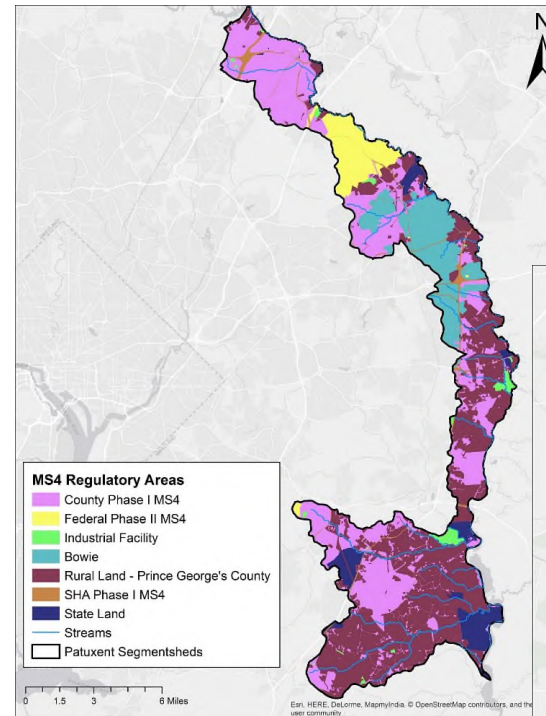 N
MS4 Regulatory Areas
County Phase I MS4
Federal Phase II MS4
Industrial Facility
Bowie
Rural Land - Prince George's County
SHA Phase I MS4
State Land
Streams
Patuxent Segmentsheds
0 1.5 3 6 Miles
Esri, HERE, DeLorme, MapmyIndia, © OpenStreetMap contributors, and the
user community